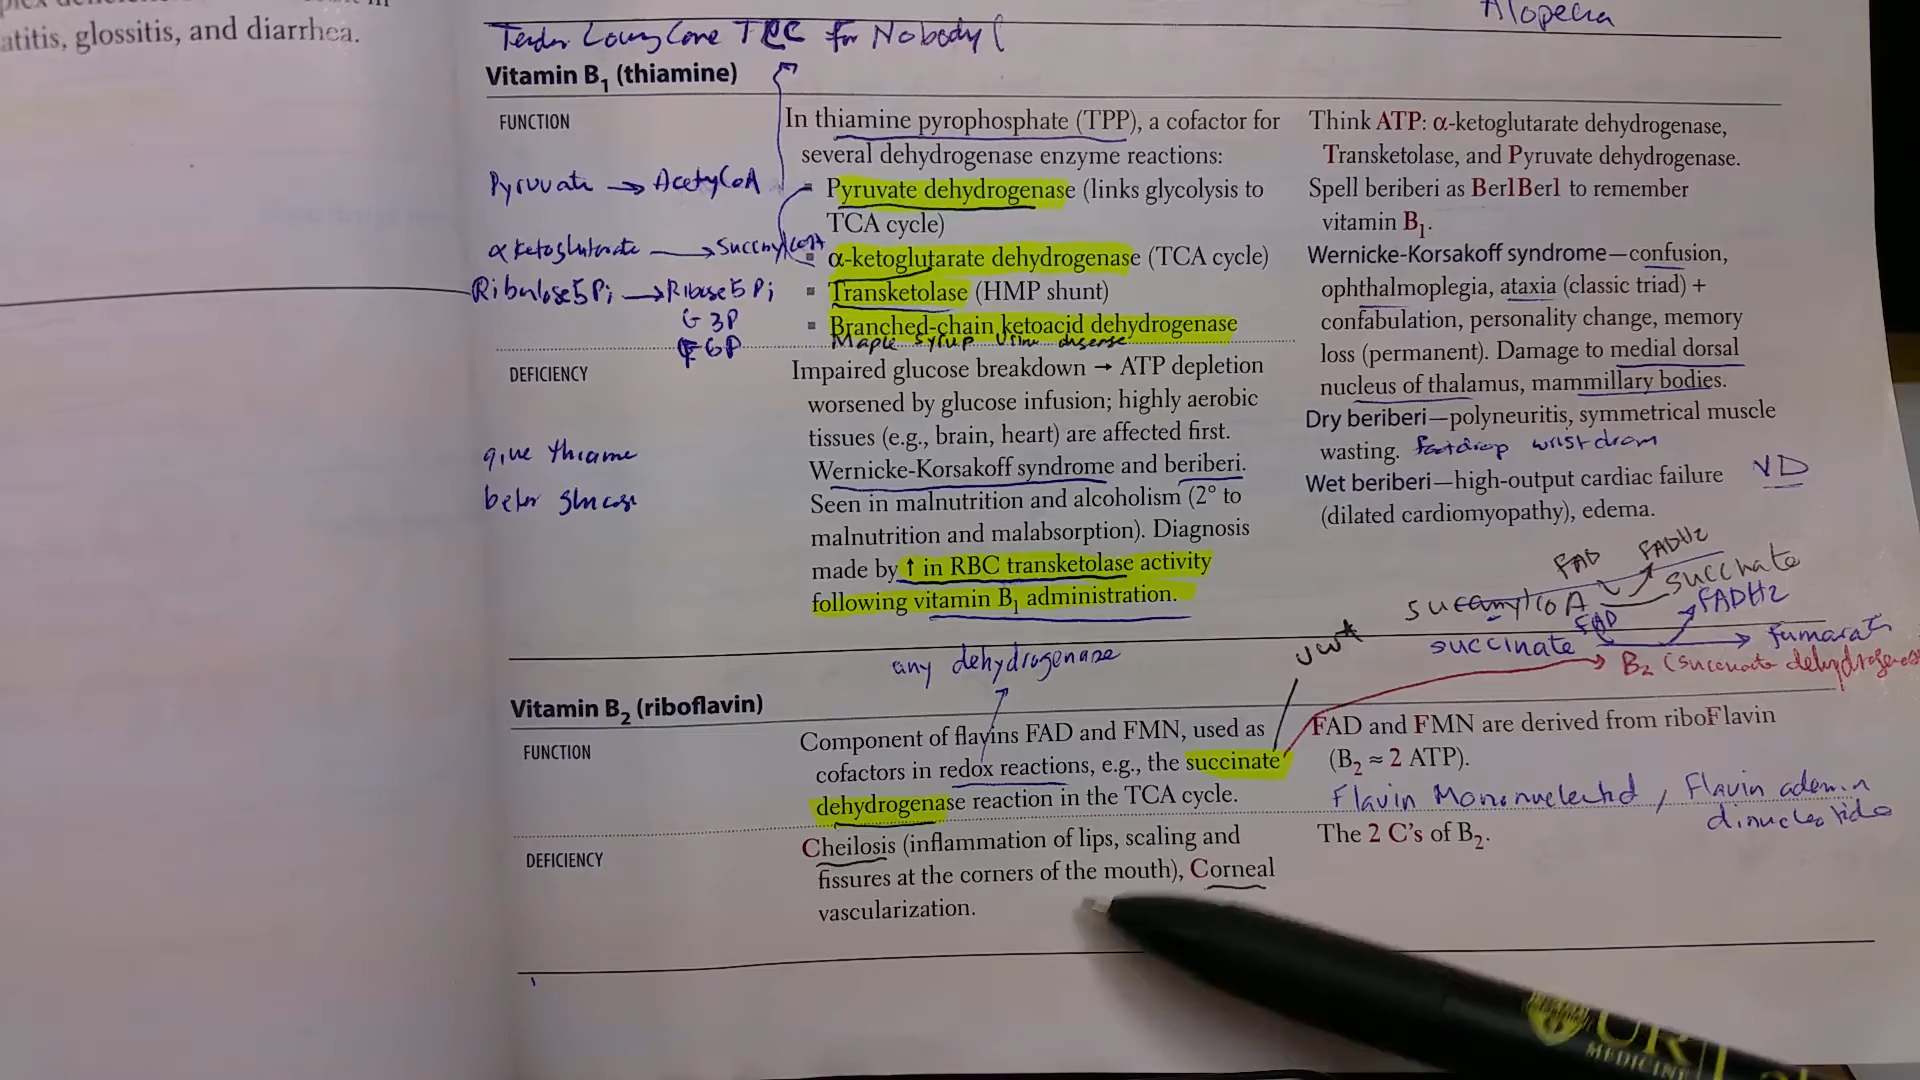 atitis, glossitis, and diarrhea.
Alopecia
Tender Loving Care TCC for Nobody (
Vitamin B₁ (thiamine)
FUNCTION
In thiamine pyrophosphate (TPP), a cofactor for
several dehydrogenase enzyme reactions:
▪ Pyruvate dehydrogenase (links glycolysis to
TCA cycle)
▪ α-ketoglutarate dehydrogenase (TCA cycle)
▪ Transketolase (HMP shunt)
▪ Branched-chain ketoacid dehydrogenase
Maple Syrup Urine disease
Pyruvate → AcetylCoA
α ketoglutarate → SuccinylCoA
Ribulose5Pi → Ribose5Pi
G3P
F6P
Think ATP: α-ketoglutarate dehydrogenase,
Transketolase, and Pyruvate dehydrogenase.
Spell beriberi as Ber1Ber1 to remember
vitamin B₁.
Wernicke-Korsakoff syndrome—confusion,
ophthalmoplegia, ataxia (classic triad) +
confabulation, personality change, memory
loss (permanent). Damage to medial dorsal
nucleus of thalamus, mammillary bodies.
Dry beriberi—polyneuritis, symmetrical muscle
wasting. footdrop wrist drom
Wet beriberi—high-output cardiac failure
(dilated cardiomyopathy), edema.
VD
DEFICIENCY
Impaired glucose breakdown → ATP depletion
worsened by glucose infusion; highly aerobic
tissues (e.g., brain, heart) are affected first.
Wernicke-Korsakoff syndrome and beriberi.
Seen in malnutrition and alcoholism (2° to
malnutrition and malabsorption). Diagnosis
made by ↑ in RBC transketolase activity
following vitamin B₁ administration.
give thiame
befor glucose
FAD FADH2
succinylCoA succinate
FAD FADH2
succinate → fumarate
B₂ (succinate dehydrogenase
any dehydrogenase
Vitamin B₂ (riboflavin)
FUNCTION
Component of flavins FAD and FMN, used as
cofactors in redox reactions, e.g., the succinate
dehydrogenase reaction in the TCA cycle.
FAD and FMN are derived from riboFlavin
(B₂ ≈ 2 ATP).
Flavin Mononucleotid, Flavin adenin
dinucleotide
DEFICIENCY
Cheilosis (inflammation of lips, scaling and
fissures at the corners of the mouth), Corneal
vascularization.
The 2 C's of B₂.
UR
MEDICINE